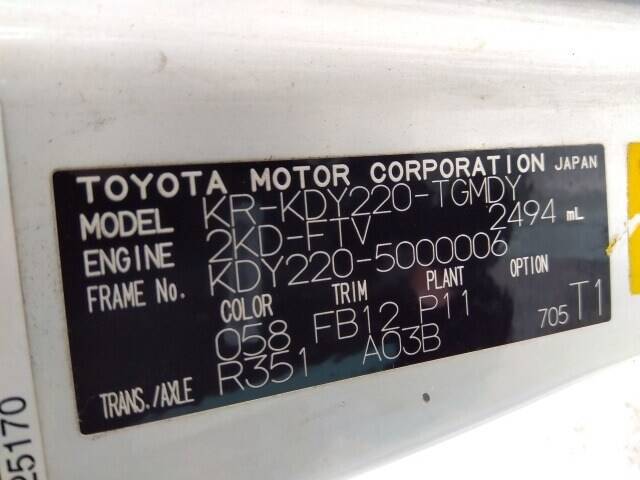 TOYOTA MOTOR CORPORATION JAPAN
MODEL KR-KDY220-TGMDY
ENGINE 2KD-FTV 2494 mL
FRAME No. KDY220-5000006
COLOR TRIM PLANT OPTION
058 FB12 P11 705 T1
TRANS./AXLE R351 A03B
25170